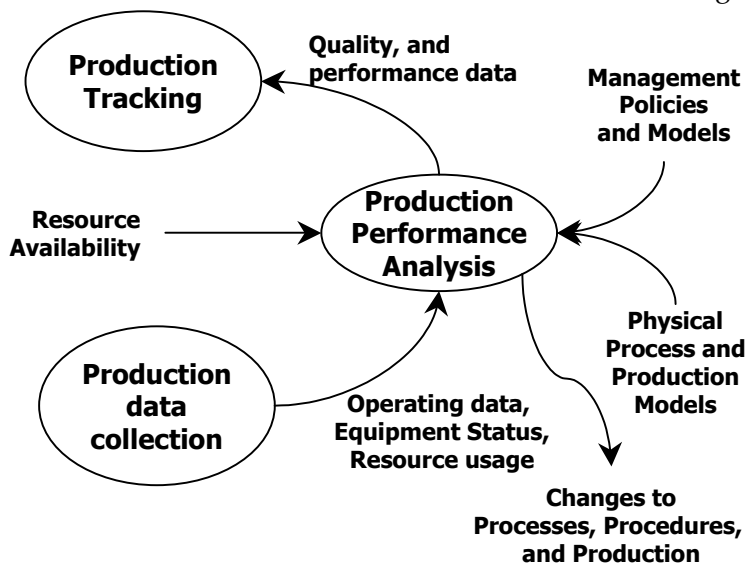 g
Production
Tracking
Quality, and
performance data
Management
Policies
and Models
Resource
Availability
Production
Performance
Analysis
Physical
Process and
Production
Models
Production
data
collection
Operating data,
Equipment Status,
Resource usage
Changes to
Processes, Procedures,
and Production